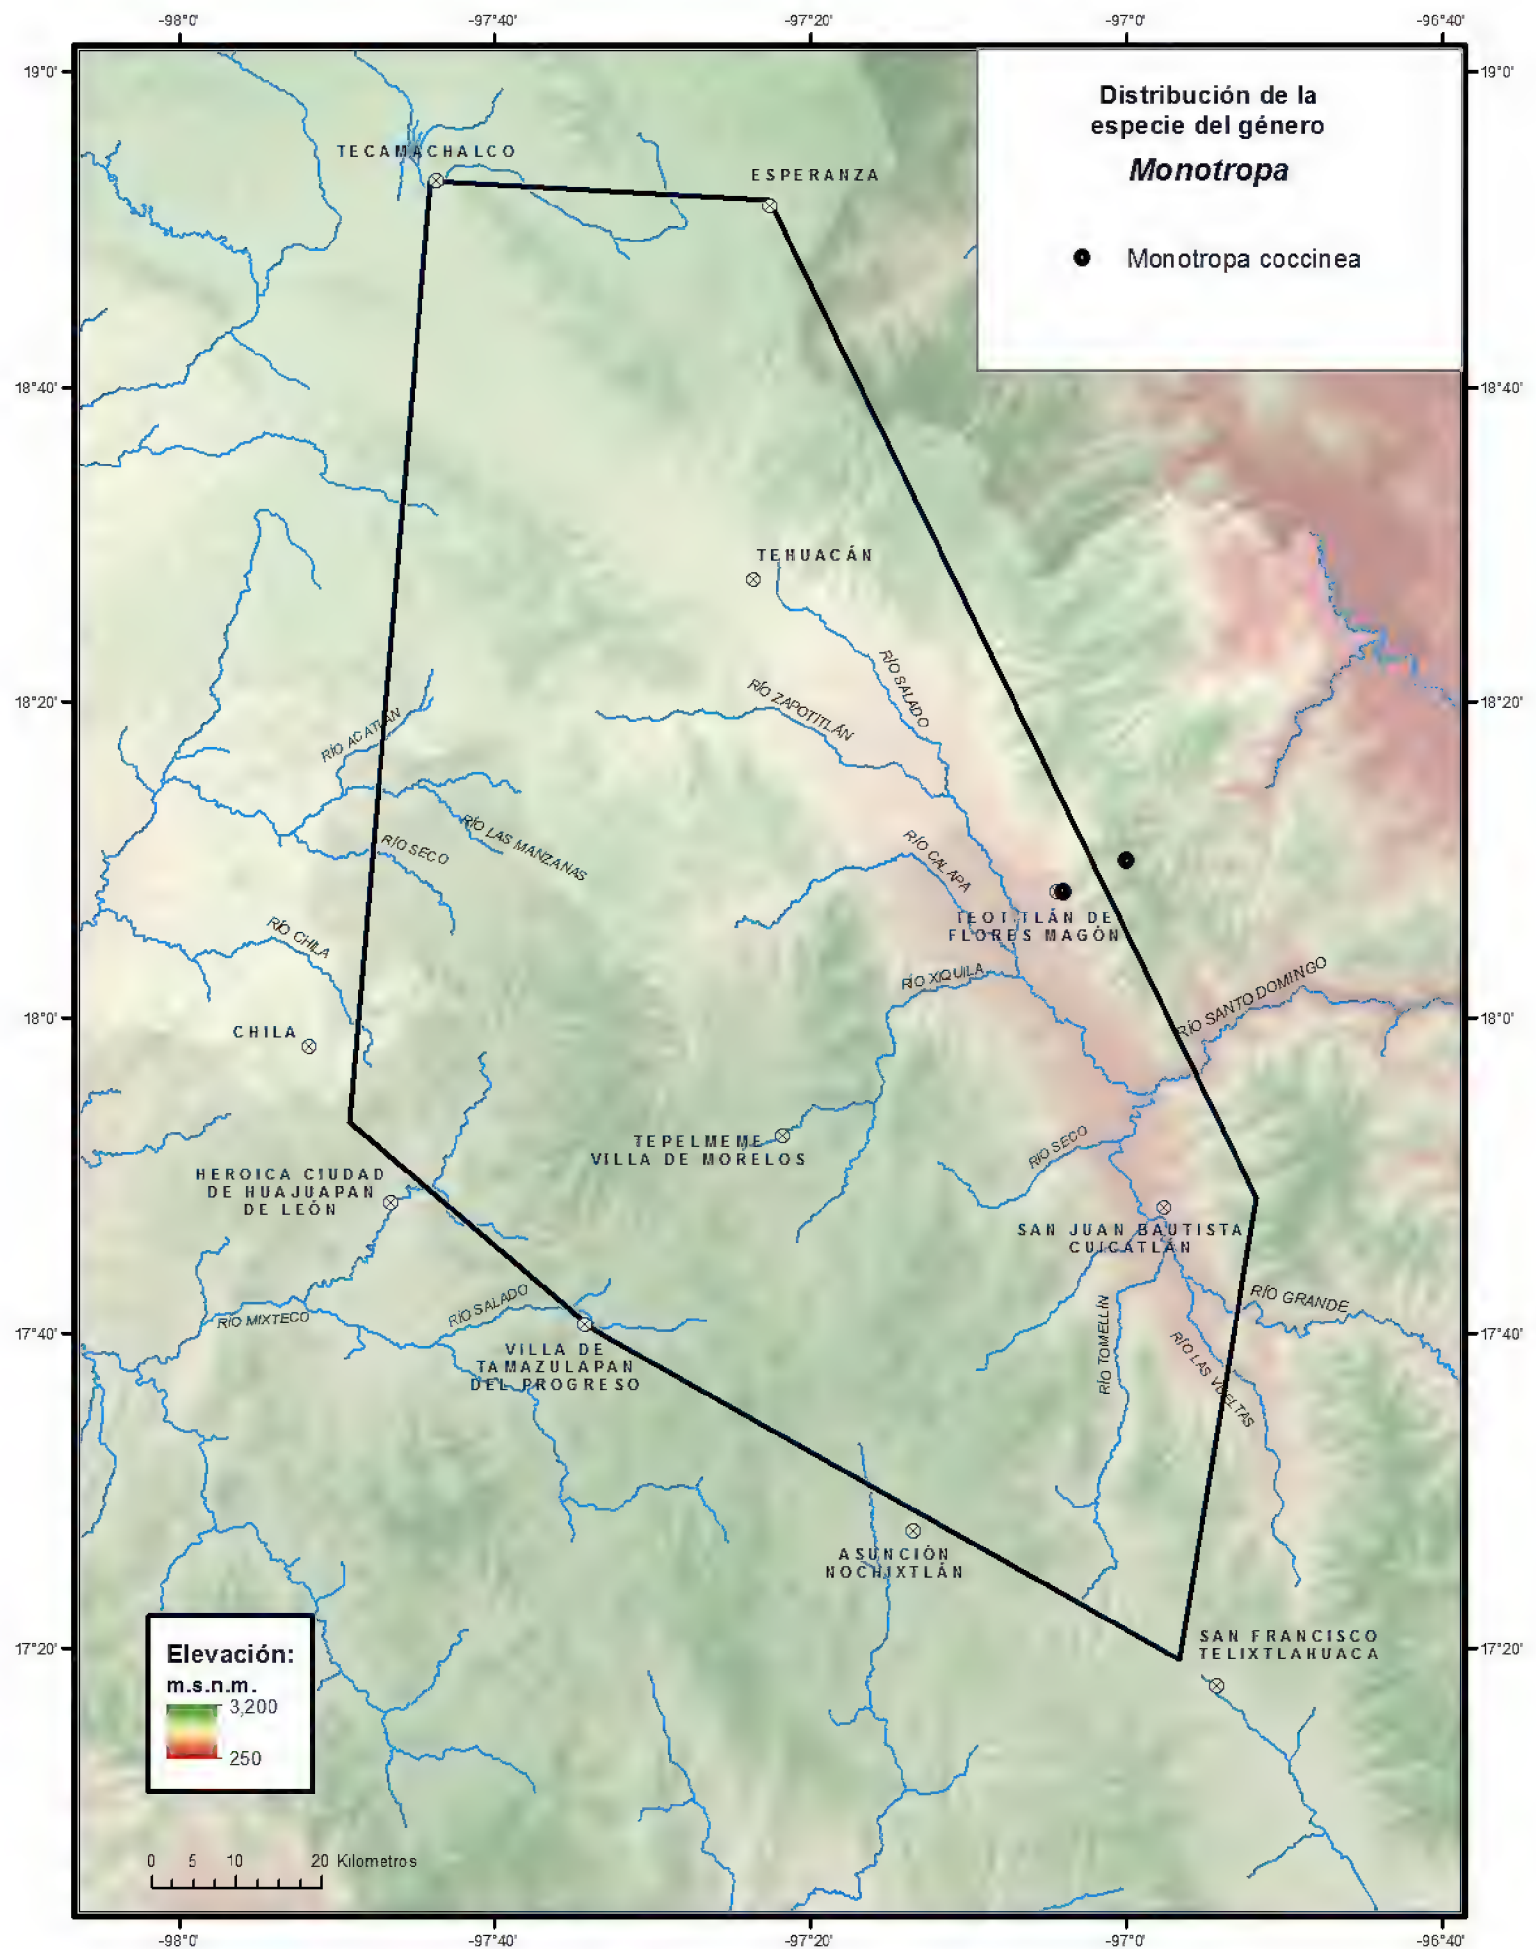 -98°0'
-97°40'
-97°20'
-97°0'
-96°40'
19°0'
19°0'
Distribución de la
especie del género
Monotropa
Monotropa coccinea
TECAMACHALCO
ESPERANZA
18°40'
18°40'
TEHUACÁN
RÍO SALADO
RÍO ZAPOTITLÁN
18°20'
18°20'
RÍO ACATLÁN
RÍO LAS MANZANAS
RÍO SECO
RÍO CALAPA
TEOTITLÁN DE
FLORES MAGÓN
RÍO CHILA
RÍO XIQUILA
RÍO SANTO DOMINGO
18°0'
18°0'
CHILA
TEPELMEME
VILLA DE MORELOS
RÍO SECO
HEROICA CIUDAD
DE HUAJUAPAN
DE LEÓN
SAN JUAN BAUTISTA
CUICATLÁN
RÍO GRANDE
RÍO SALADO
RÍO MIXTECO
17°40'
17°40'
RÍO TOMELLÍN
RÍO LAS VUELTAS
VILLA DE
TAMAZULAPAN
DEL PROGRESO
ASUNCIÓN
NOCHIXTLÁN
SAN FRANCISCO
TELIXTLAHUACA
17°20'
17°20'
Elevación:
m.s.n.m.
3,200
250
0 5 10 20 Kilometros
-98°0'
-97°40'
-97°20'
-97°0'
-96°40'